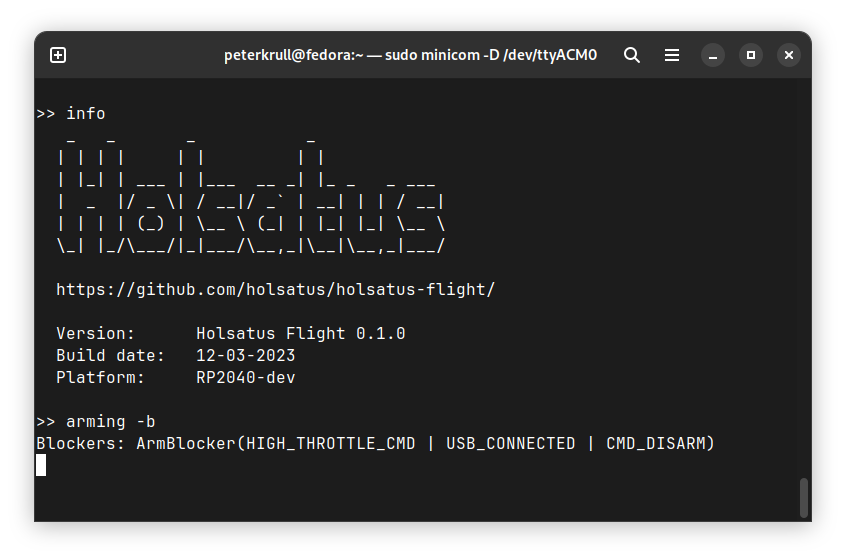 peterkrull@fedora:~ — sudo minicom -D /dev/ttyACM0
>> info
Holsatus
https://github.com/holsatus/holsatus-flight/
Version: Holsatus Flight 0.1.0
Build date: 12-03-2023
Platform: RP2040-dev
>> arming -b
Blockers: ArmBlocker(HIGH_THROTTLE_CMD | USB_CONNECTED | CMD_DISARM)